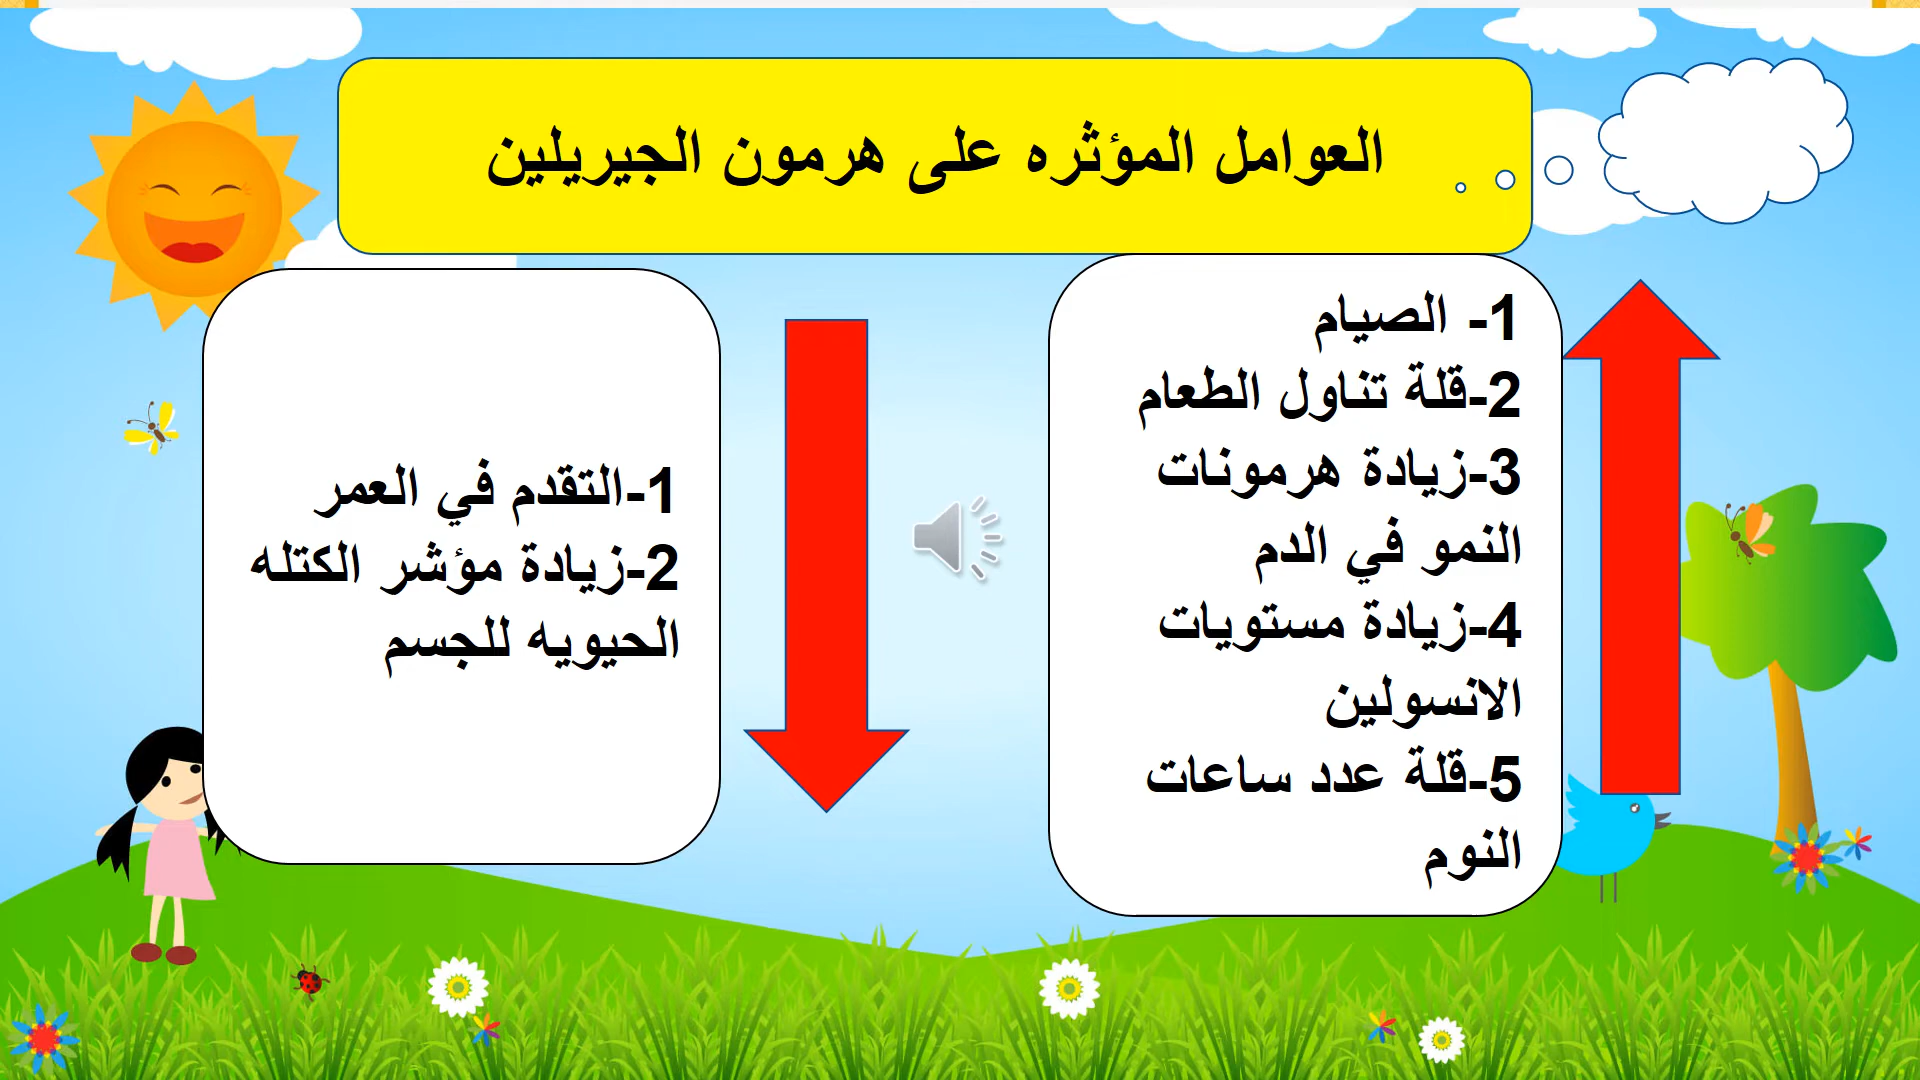 العوامل المؤثره على هرمون الجيريلين
1- الصيام
2-قلة تناول الطعام
3-زيادة هرمونات
النمو في الدم
4-زيادة مستويات
الانسولين
5-قلة عدد ساعات
النوم
1-التقدم في العمر
2-زيادة مؤشر الكتله
الحيويه للجسم